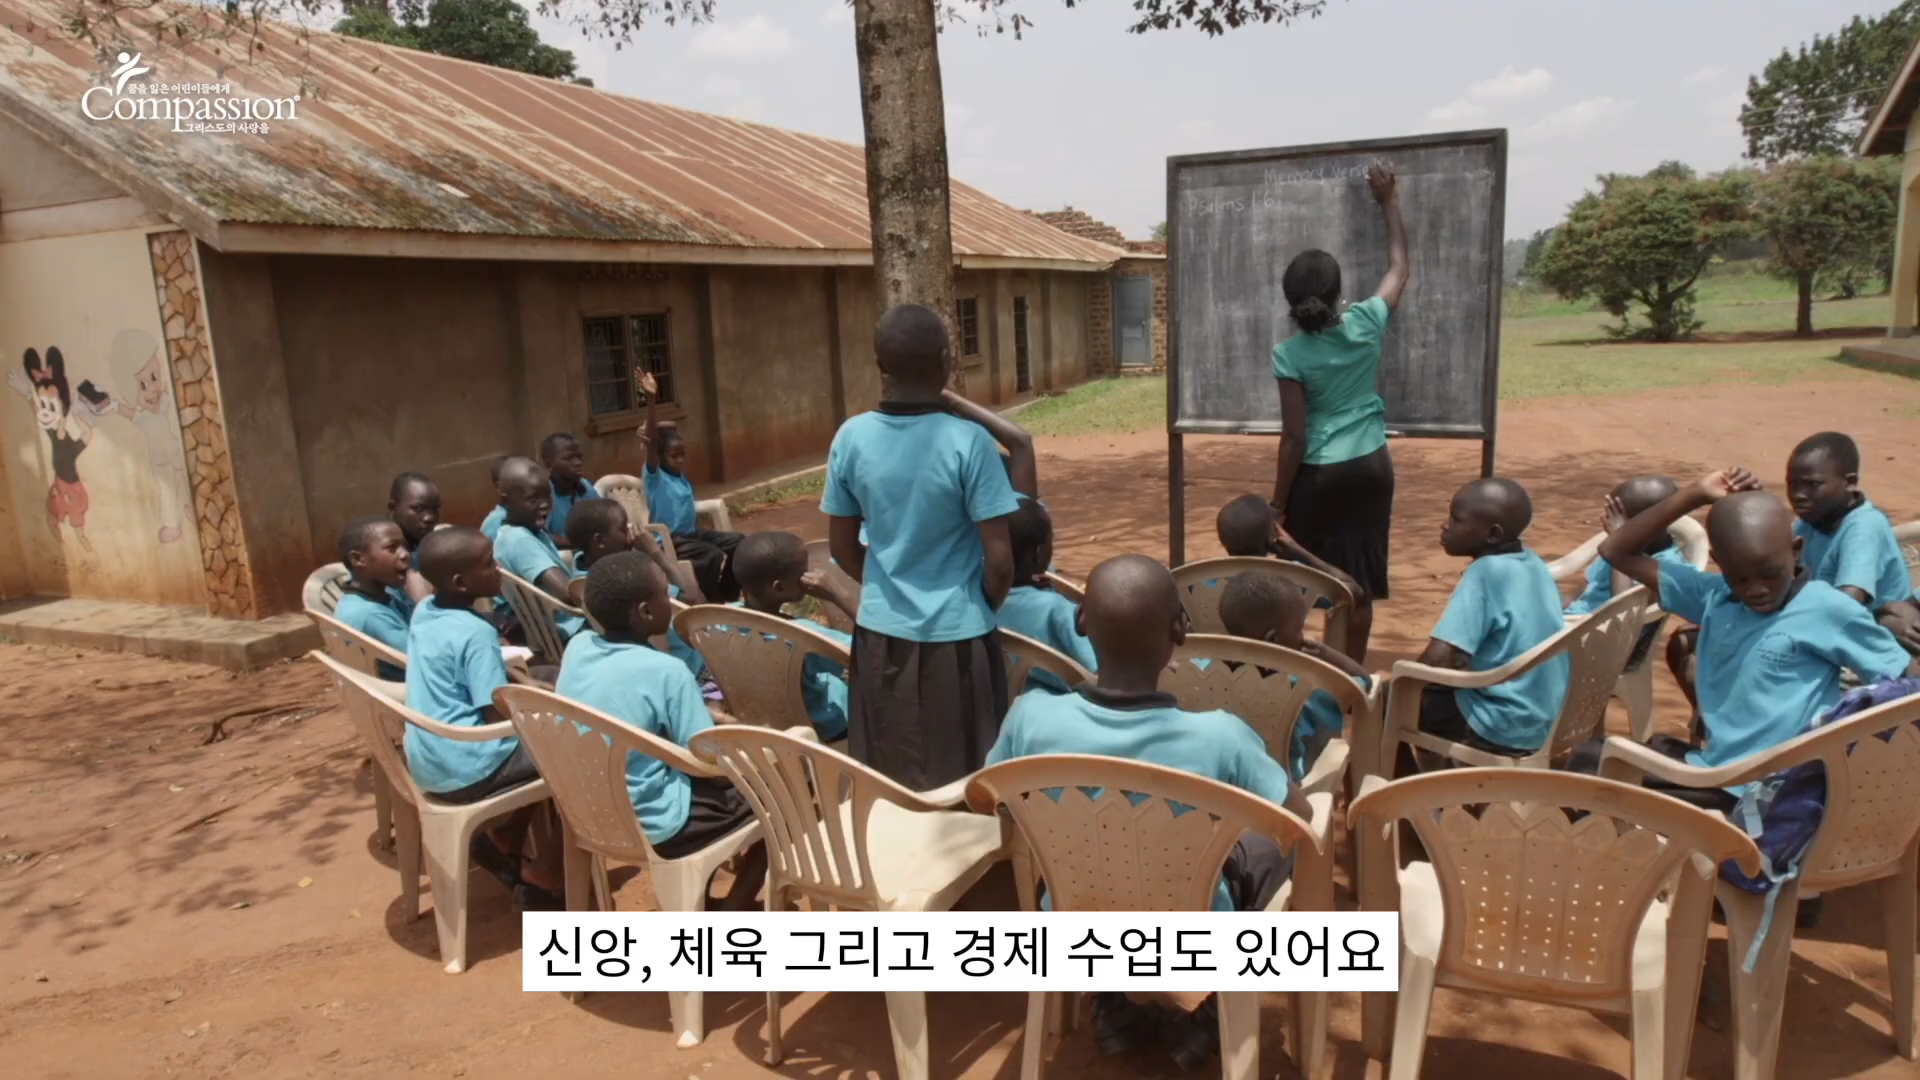 꿈을 잃은 어린이들에게
Compassion
그리스도의 사랑을
Memory verse
Psalms 1:6
신앙, 체육 그리고 경제 수업도 있어요